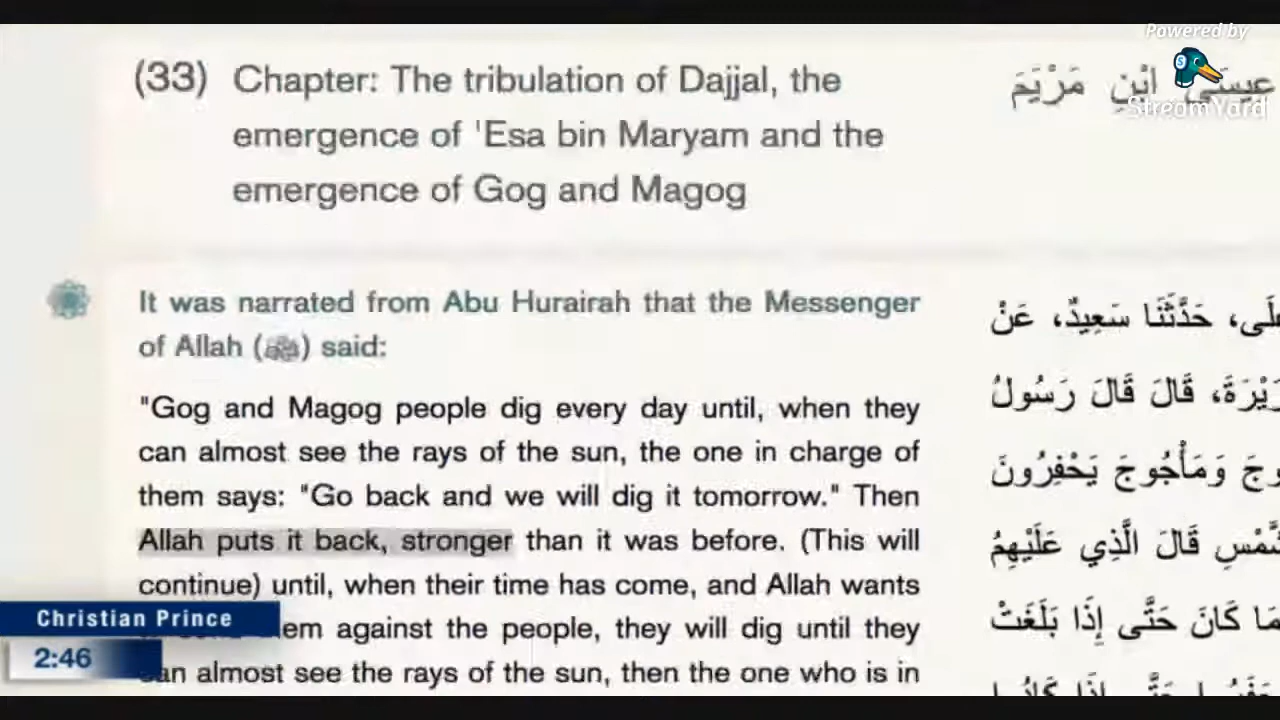 Powered by
StreamYard
(33) Chapter: The tribulation of Dajjal, the
emergence of 'Esa bin Maryam and the
emergence of Gog and Magog
عِيسَى ابْنِ مَرْيَمَ
It was narrated from Abu Hurairah that the Messenger
of Allah (ﷺ) said:
"Gog and Magog people dig every day until, when they
can almost see the rays of the sun, the one in charge of
them says: "Go back and we will dig it tomorrow." Then
Allah puts it back, stronger than it was before. (This will
continue) until, when their time has come, and Allah wants
them against the people, they will dig until they
can almost see the rays of the sun, then the one who is in
حَدَّثَنَا سَعِيدٌ، عَنْ
قَالَ قَالَ رَسُولُ
وَمَأْجُوجَ يَحْفِرُونَ
قَالَ الَّذِي عَلَيْهِمُ
كَانَ حَتَّى إِذَا بَلَغَتْ
Christian Prince
2:46